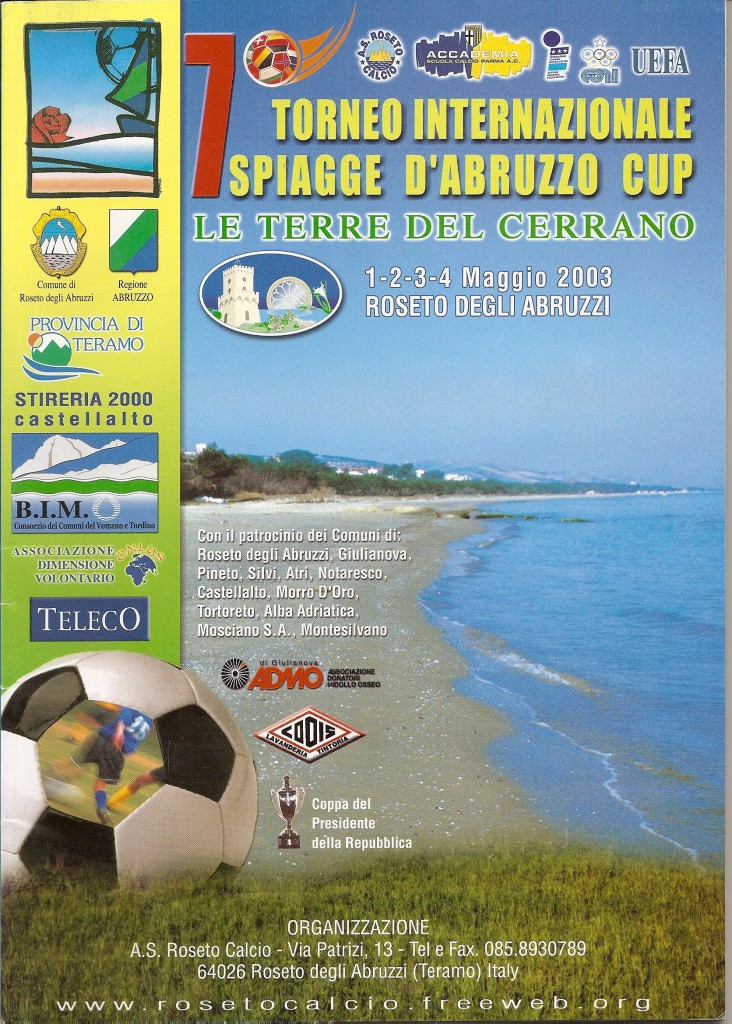 7
A.S. ROSETO
CALCIO
ACCADEMIA
SCUOLA CALCIO PARMA A.C.
UEFA
TORNEO INTERNAZIONALE
SPIAGGE D'ABRUZZO CUP
LE TERRE DEL CERRANO
1-2-3-4 Maggio 2003
ROSETO DEGLI ABRUZZI
Comune di
Roseto degli Abruzzi
Regione
ABRUZZO
PROVINCIA DI
TERAMO
STIRERIA 2000
castellalto
B.I.M.
Consorzio dei Comuni del Vomano e Tordino
ASSOCIAZIONE
DIMENSIONE
VOLONTARIO
ONLUS
TELECO
Con il patrocinio dei Comuni di:
Roseto degli Abruzzi, Giulianova,
Pineto, Silvi, Atri, Notaresco,
Castellalto, Morro D'Oro,
Tortoreto, Alba Adriatica,
Mosciano S.A., Montesilvano
di Giulianova
ADMO
ASSOCIAZIONE
DONATORI
MIDOLLO OSSEO
CODIS
LAVANDERIA TINTORIA
Coppa del
Presidente
della Repubblica
ORGANIZZAZIONE
A.S. Roseto Calcio - Via Patrizi, 13 - Tel e Fax. 085.8930789
64026 Roseto degli Abruzzi (Teramo) Italy
www.rosetocalcio.freeweb.org